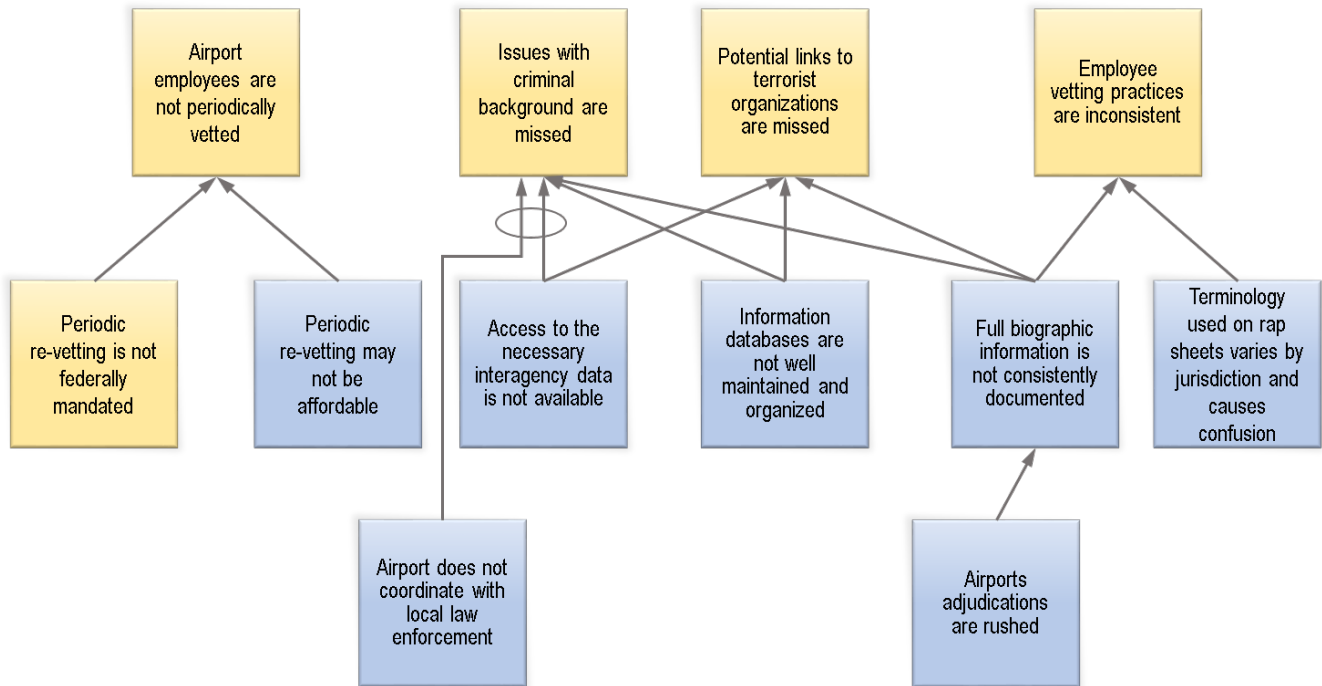 Airport
employees are
not periodically
vetted
Issues with
criminal
background are
missed
Potential links to
terrorist
organizations
are missed
Employee
vetting practices
are inconsistent
Periodic
re-vetting is not
federally
mandated
Periodic
re-vetting may
not be
affordable
Access to the
necessary
interagency data
is not available
Information
databases are
not well
maintained and
organized
Full biographic
information is
not consistently
documented
Terminology
used on rap
sheets varies by
jurisdiction and
causes
confusion
Airport does not
coordinate with
local law
enforcement
Airports
adjudications
are rushed